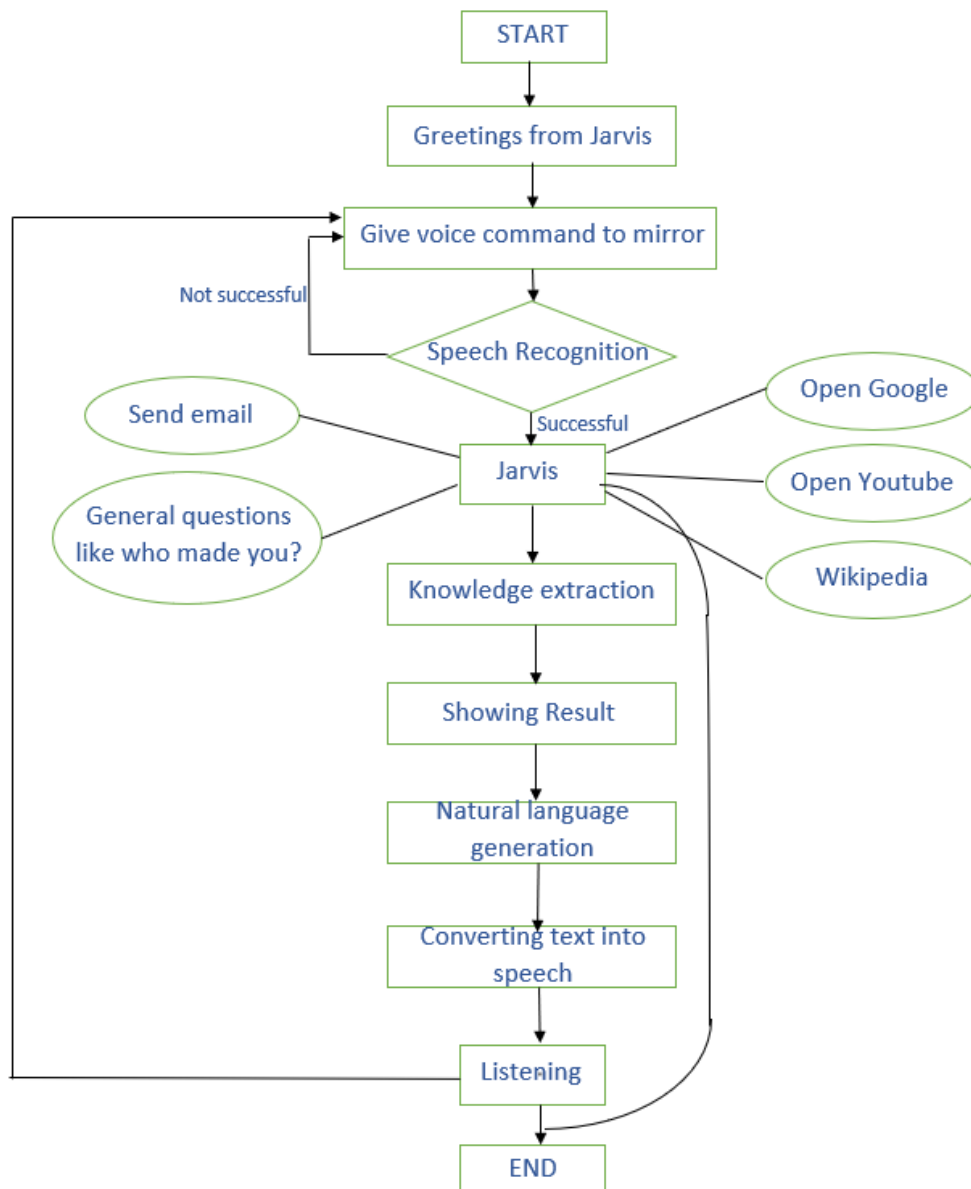 START
Greetings from Jarvis
Give voice command to mirror
Not successful
Speech Recognition
Successful
Send email
Open Google
Jarvis
Open Youtube
General questions
like who made you?
Wikipedia
Knowledge extraction
Showing Result
Natural language
generation
Converting text into
speech
Listening
END